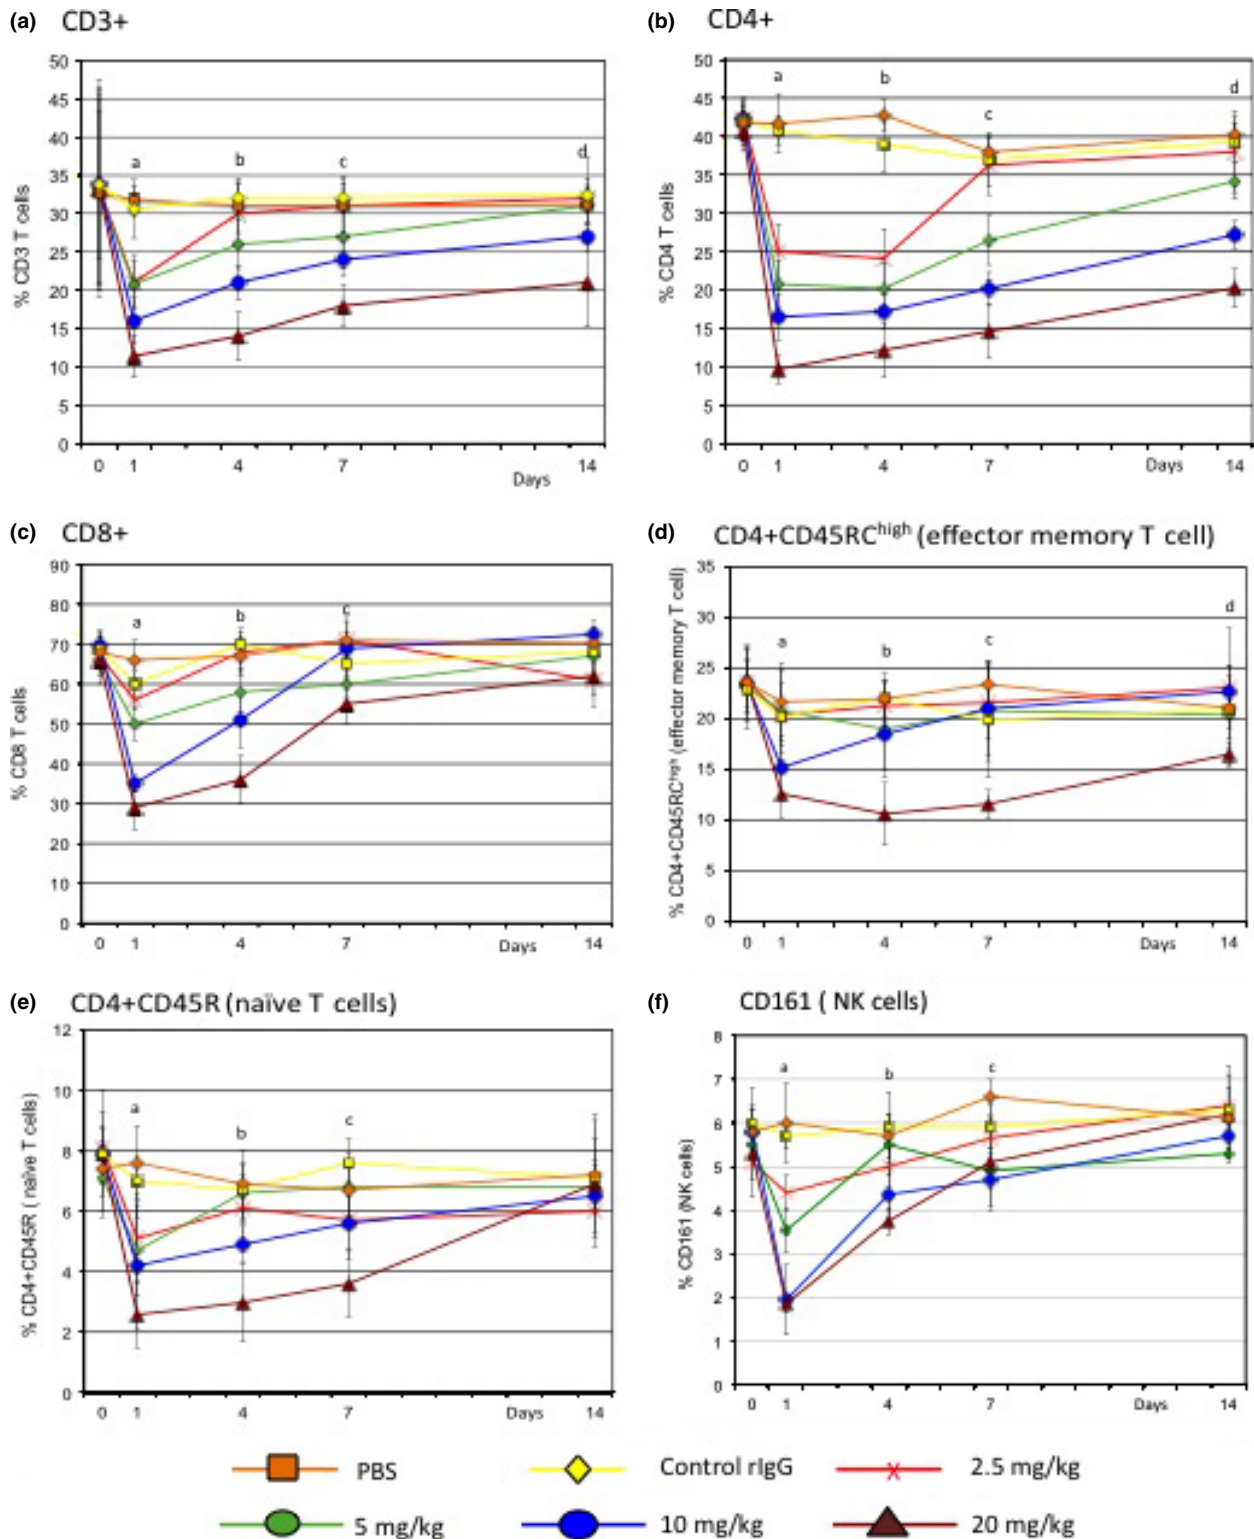 (a) CD3+
50
45
40
35
30
25
20
15
10
5
0
% CD3 T cells
a b c d
0 1 4 7 Days 14
(b) CD4+
50
45
40
35
30
25
20
15
10
5
0
% CD4 T cells
a b c d
0 1 4 7 Days 14
(c) CD8+
90
80
70
60
50
40
30
20
10
0
% CD8 T cells
a b c
0 1 4 7 Days 14
(d) CD4+CD45RChigh (effector memory T cell)
35
30
25
20
15
10
5
0
% CD4+CD45RChigh (effector memory T cell)
a b c d
0 1 4 7 Days 14
(e) CD4+CD45R (naïve T cells)
12
10
8
6
4
2
0
% CD4+CD45R ( naïve T cells)
a b c
0 1 4 7 Days 14
(f) CD161 ( NK cells)
8
7
6
5
4
3
2
1
0
% CD161 (NK cells)
a b c
0 1 4 7 Days 14
PBS Control rIgG 2.5 mg/kg
5 mg/kg 10 mg/kg 20 mg/kg